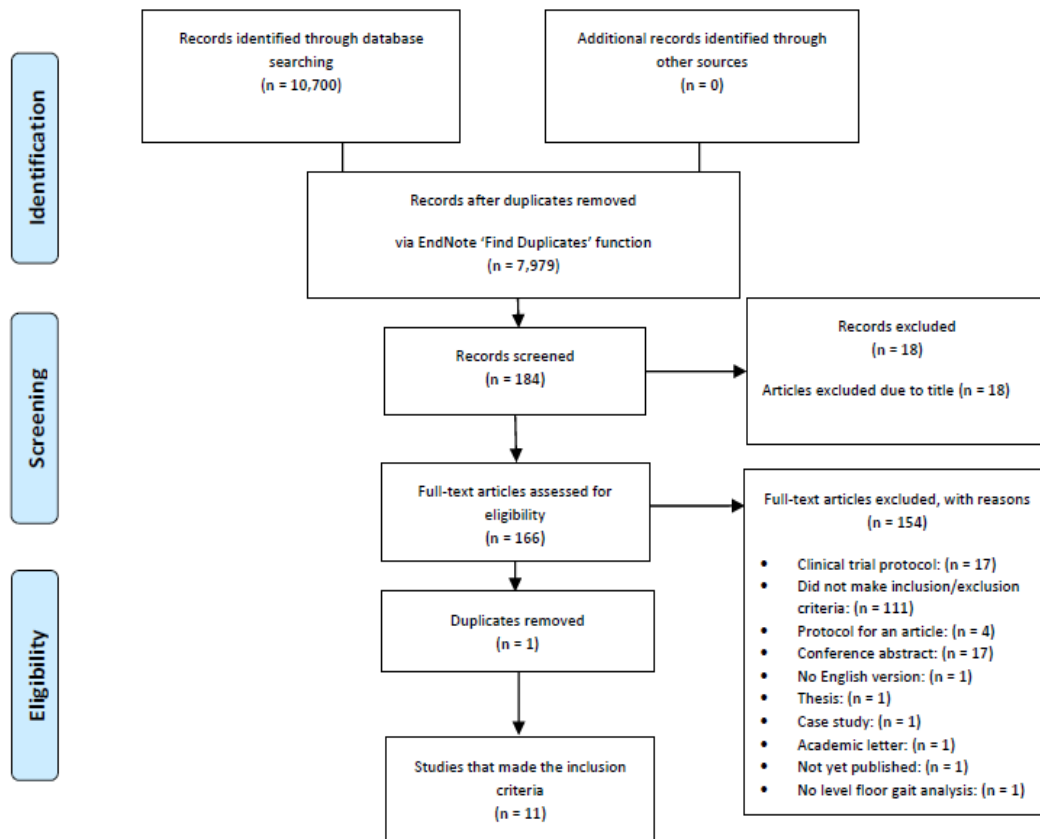 Identification
Records identified through database
searching
(n = 10,700)
Additional records identified through
other sources
(n = 0)
Records after duplicates removed
via EndNote ‘Find Duplicates’ function
(n = 7,979)
Screening
Records screened
(n = 184)
Records excluded
(n = 18)
Articles excluded due to title (n = 18)
Full-text articles assessed for
eligibility
(n = 166)
Full-text articles excluded, with reasons
(n = 154)
• Clinical trial protocol: (n = 17)
• Did not make inclusion/exclusion
criteria: (n = 111)
• Protocol for an article: (n = 4)
• Conference abstract: (n = 17)
• No English version: (n = 1)
• Thesis: (n = 1)
• Case study: (n = 1)
• Academic letter: (n = 1)
• Not yet published: (n = 1)
• No level floor gait analysis: (n = 1)
Eligibility
Duplicates removed
(n = 1)
Studies that made the inclusion
criteria
(n = 11)